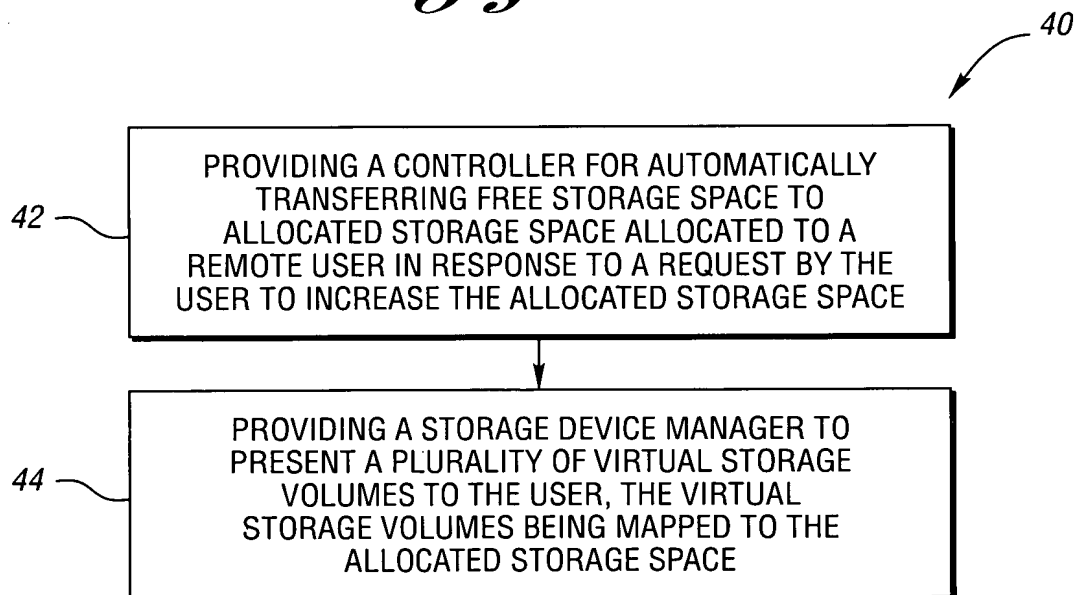 40
42
PROVIDING A CONTROLLER FOR AUTOMATICALLY
TRANSFERRING FREE STORAGE SPACE TO
ALLOCATED STORAGE SPACE ALLOCATED TO A
REMOTE USER IN RESPONSE TO A REQUEST BY THE
USER TO INCREASE THE ALLOCATED STORAGE SPACE
44
PROVIDING A STORAGE DEVICE MANAGER TO
PRESENT A PLURALITY OF VIRTUAL STORAGE
VOLUMES TO THE USER, THE VIRTUAL
STORAGE VOLUMES BEING MAPPED TO THE
ALLOCATED STORAGE SPACE